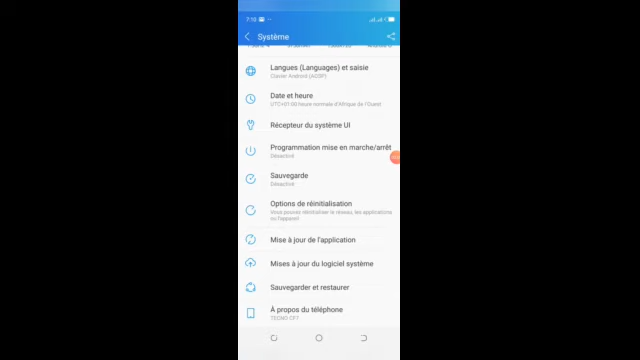 7:10
Système
Langues (Languages) et saisie
Clavier Android (AOSP)
Date et heure
UTC+01:00 heure normale d'Afrique de l'Ouest
Récepteur du système UI
Programmation mise en marche/arrêt
Désactivé
Sauvegarde
Désactivé
Options de réinitialisation
Vous pouvez réinitialiser le réseau, les applications
ou l'appareil
Mise à jour de l'application
Mises à jour du logiciel système
Sauvegarder et restaurer
À propos du téléphone
TECNO CF7